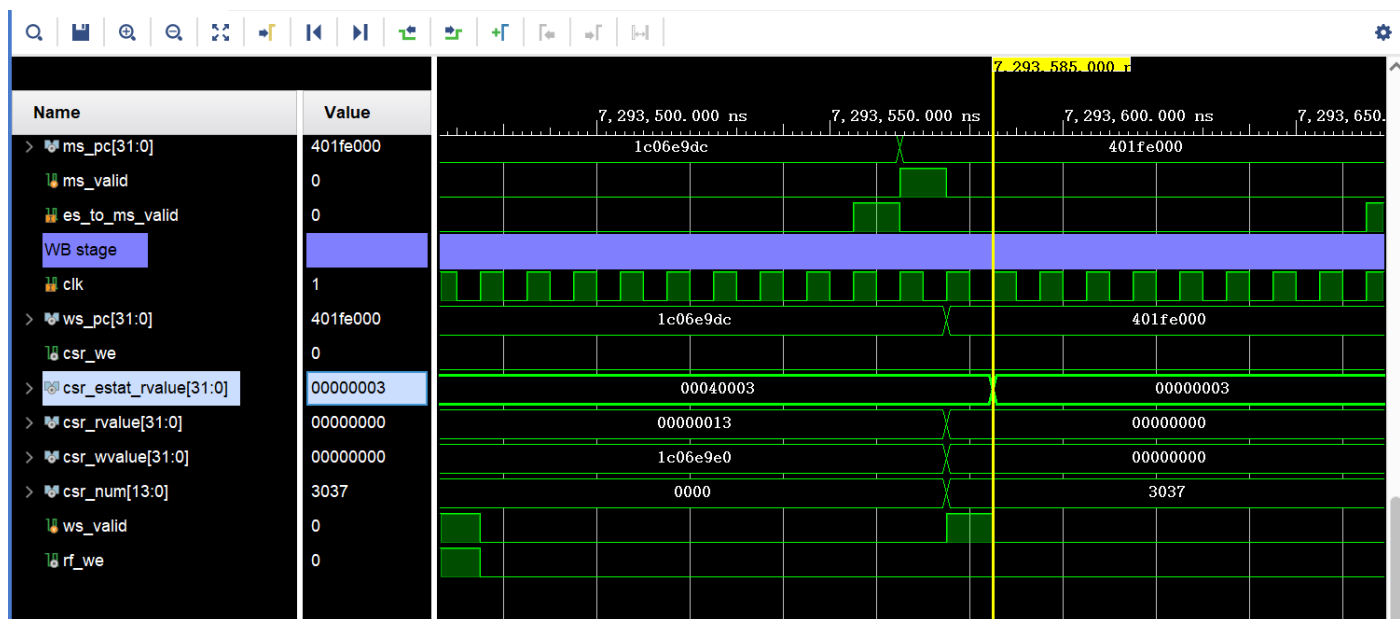 7,293,585.000 n
Name
Value
7,293,500.000 ns
7,293,550.000 ns
7,293,600.000 ns
7,293,650.
ms_pc[31:0]
401fe000
1c06e9dc
401fe000
ms_valid
0
es_to_ms_valid
0
WB stage
clk
1
ws_pc[31:0]
401fe000
1c06e9dc
401fe000
csr_we
0
csr_estat_rvalue[31:0]
00000003
00040003
00000003
csr_rvalue[31:0]
00000000
00000013
00000000
csr_wvalue[31:0]
00000000
1c06e9e0
00000000
csr_num[13:0]
3037
0000
3037
ws_valid
0
rf_we
0